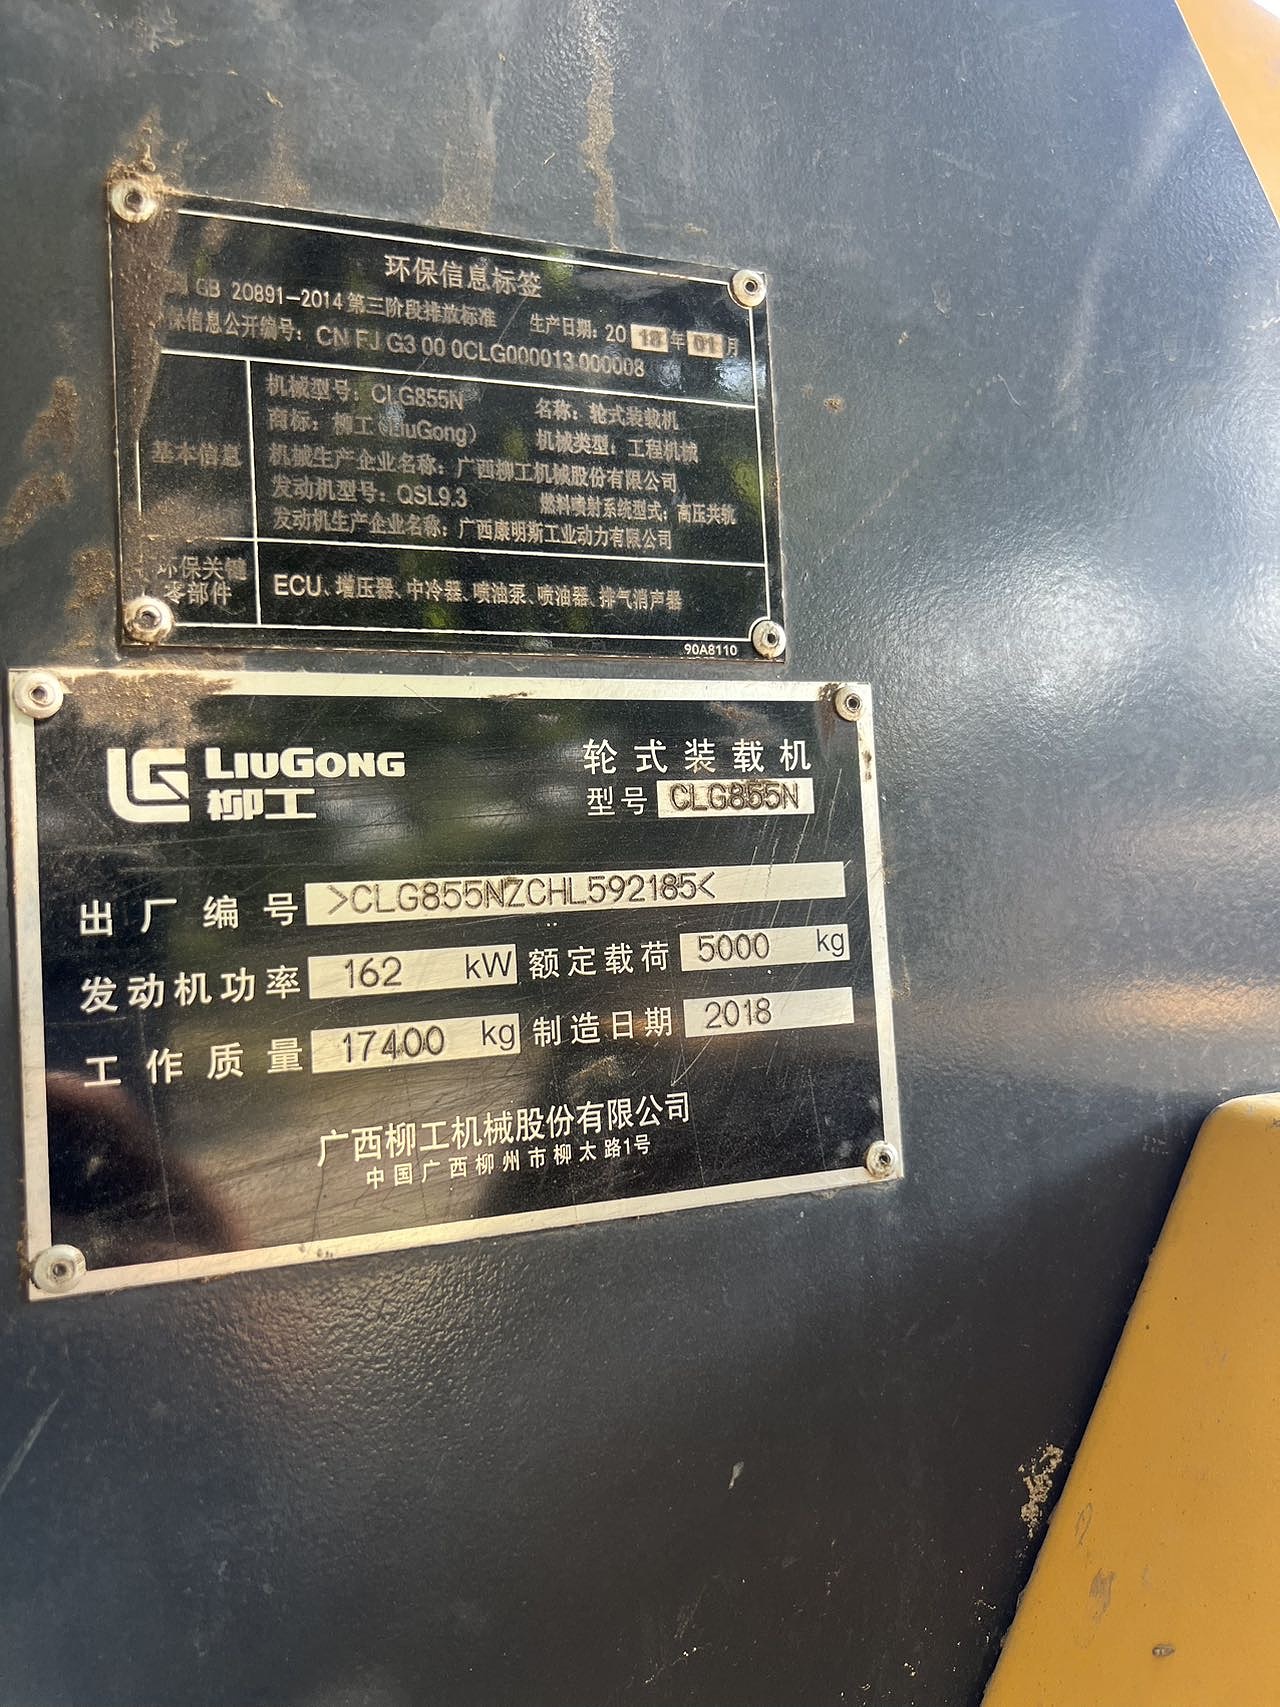 环保信息标签
GB 20891-2014 第三阶段排放标准 生产日期: 20 18 年 01 月
保信息公开编号: CN FJ G3 00 0CLG000013 000008
基本信息
机械型号: CLG855N 名称: 轮式装载机
商标: 柳工(LiuGong) 机械类型: 工程机械
机械生产企业名称: 广西柳工机械股份有限公司
发动机型号: QSL9.3 燃料喷射系统型式: 高压共轨
发动机生产企业名称: 广西康明斯工业动力有限公司
环保关键
零部件
ECU、增压器、中冷器、喷油泵、喷油器、排气消声器
90A8110
LG LIUGONG
柳工
轮式装载机
型号 CLG855N
出厂编号 >CLG855NZCHL592185<
发动机功率 162 kW 额定载荷 5000 kg
工作质量 17400 kg 制造日期 2018
广西柳工机械股份有限公司
中国广西柳州市柳太路1号